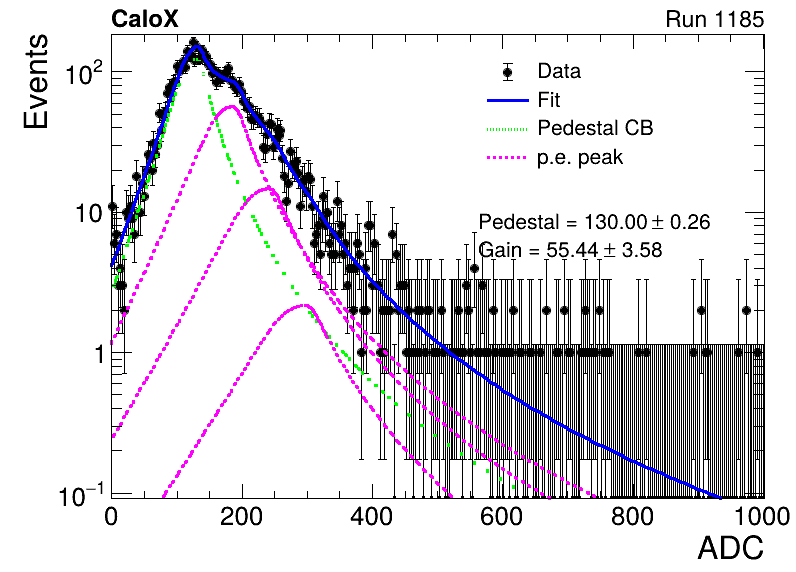 CaloX Run 1185
Events
10²
10
1
10⁻¹
Data
Fit
Pedestal CB
p.e. peak
Pedestal = 130.00 ± 0.26
Gain = 55.44 ± 3.58
0 200 400 600 800 1000
ADC